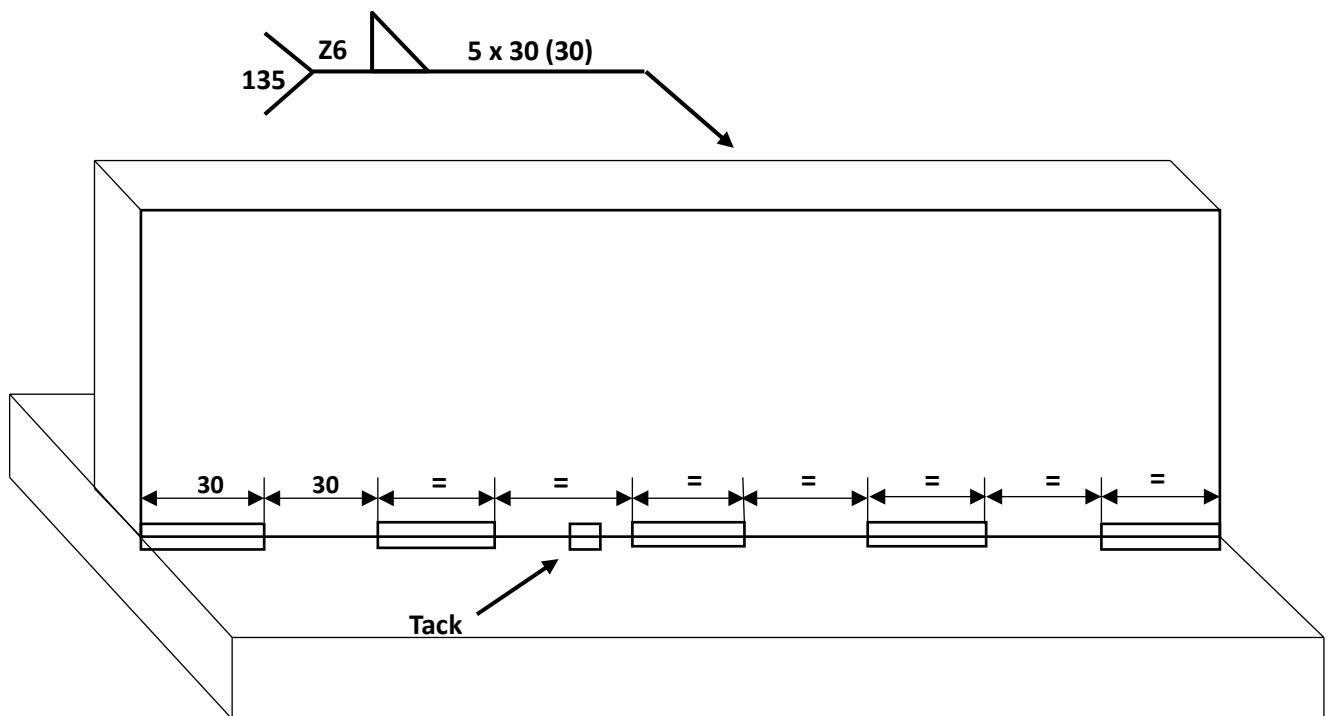 Z6 5 x 30 (30)
135
30 30 = = = = = = =
Tack